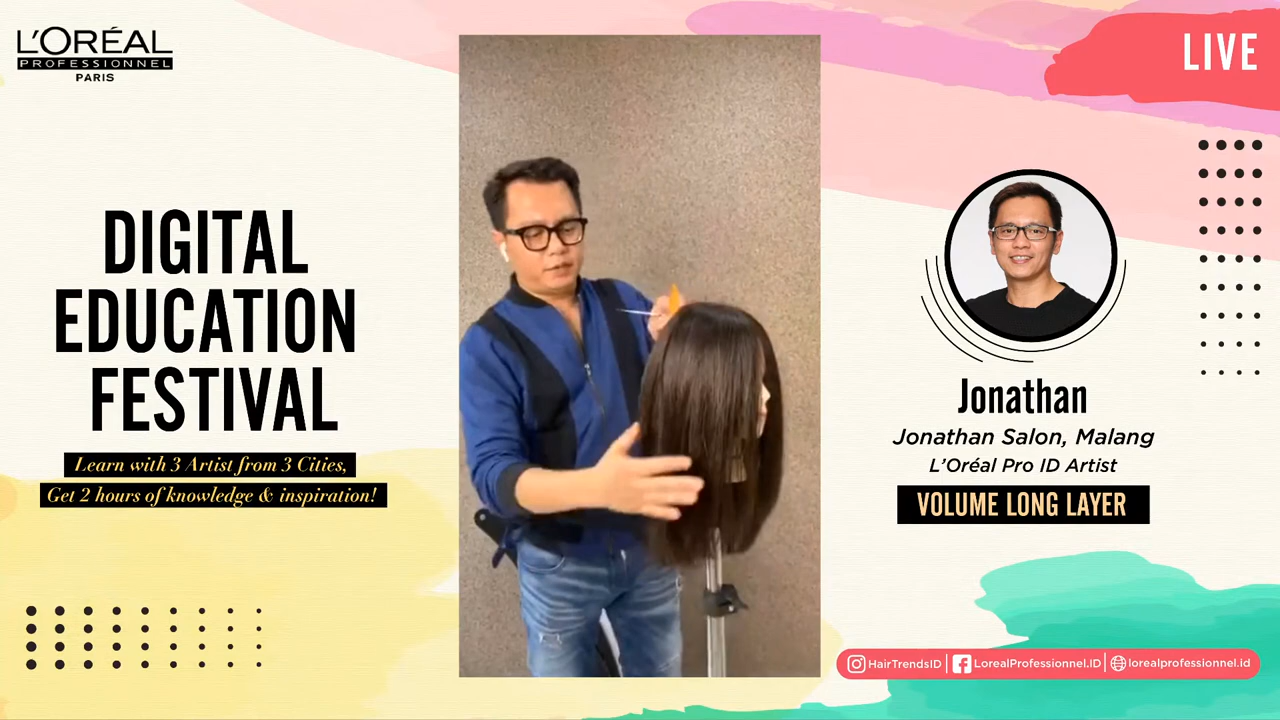 L'ORÉAL
PROFESSIONNEL
PARIS
LIVE
DIGITAL
EDUCATION
FESTIVAL
Learn with 3 Artist from 3 Cities,
Get 2 hours of knowledge & inspiration!
Jonathan
Jonathan Salon, Malang
L'Oréal Pro ID Artist
VOLUME LONG LAYER
HairTrendsID | LorealProfessionnel.ID | lorealprofessionnel.id